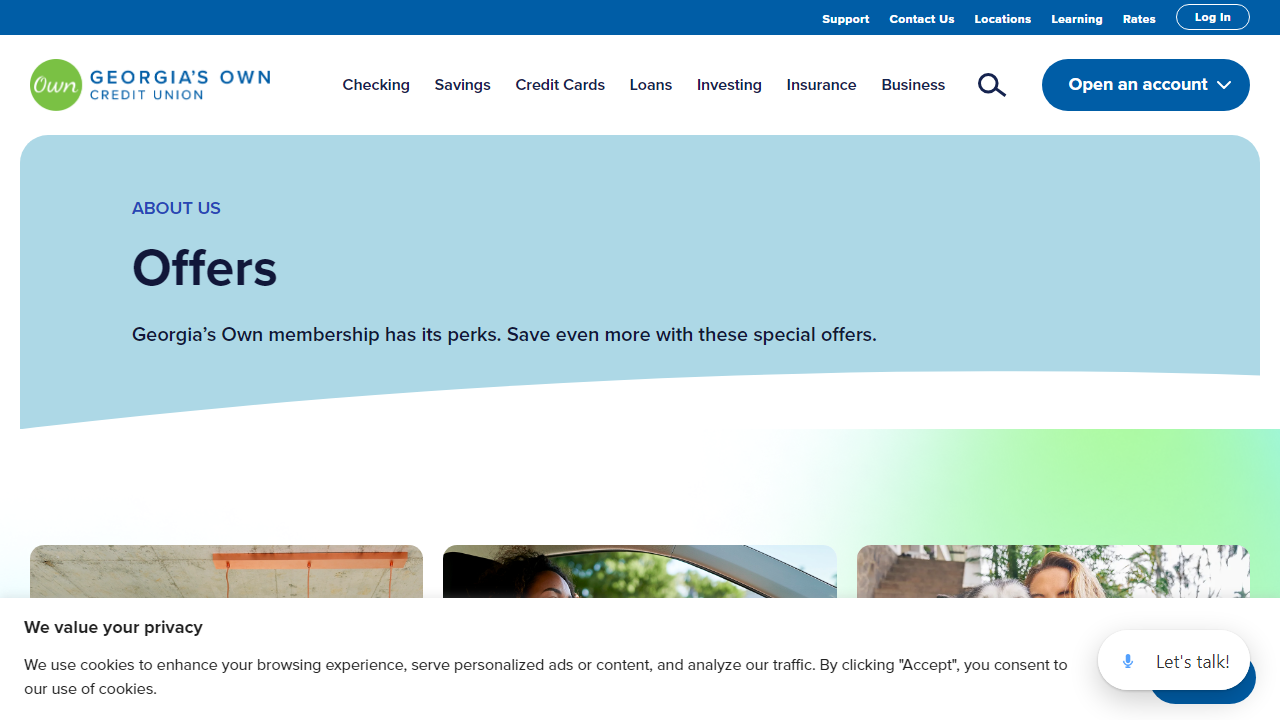 Support Contact Us Locations Learning Rates Log In
Own GEORGIA'S OWN
CREDIT UNION
Checking Savings Credit Cards Loans Investing Insurance Business Open an account
ABOUT US
Offers
Georgia’s Own membership has its perks. Save even more with these special offers.
We value your privacy
We use cookies to enhance your browsing experience, serve personalized ads or content, and analyze our traffic. By clicking "Accept", you consent to
our use of cookies.
Let's talk!